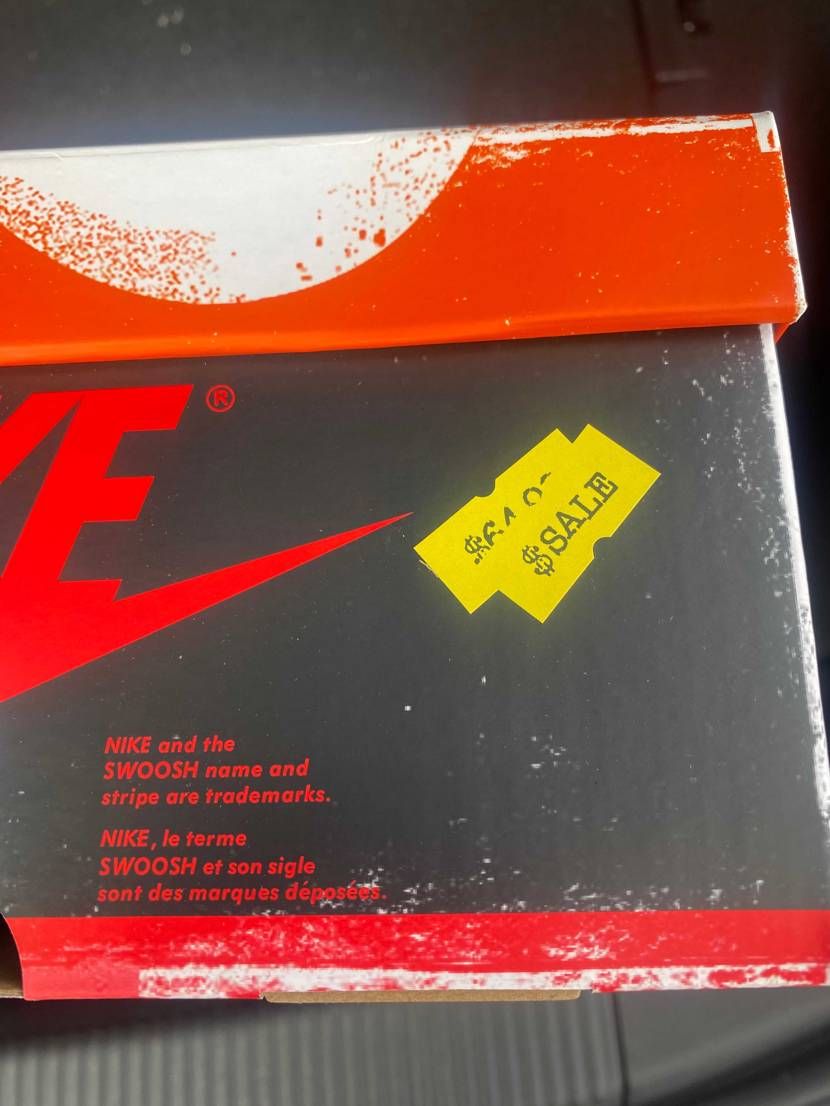 ®
$SALE
NIKE and the
SWOOSH name and
stripe are trademarks.
NIKE, le terme
SWOOSH et son sigle
sont des marques déposées.